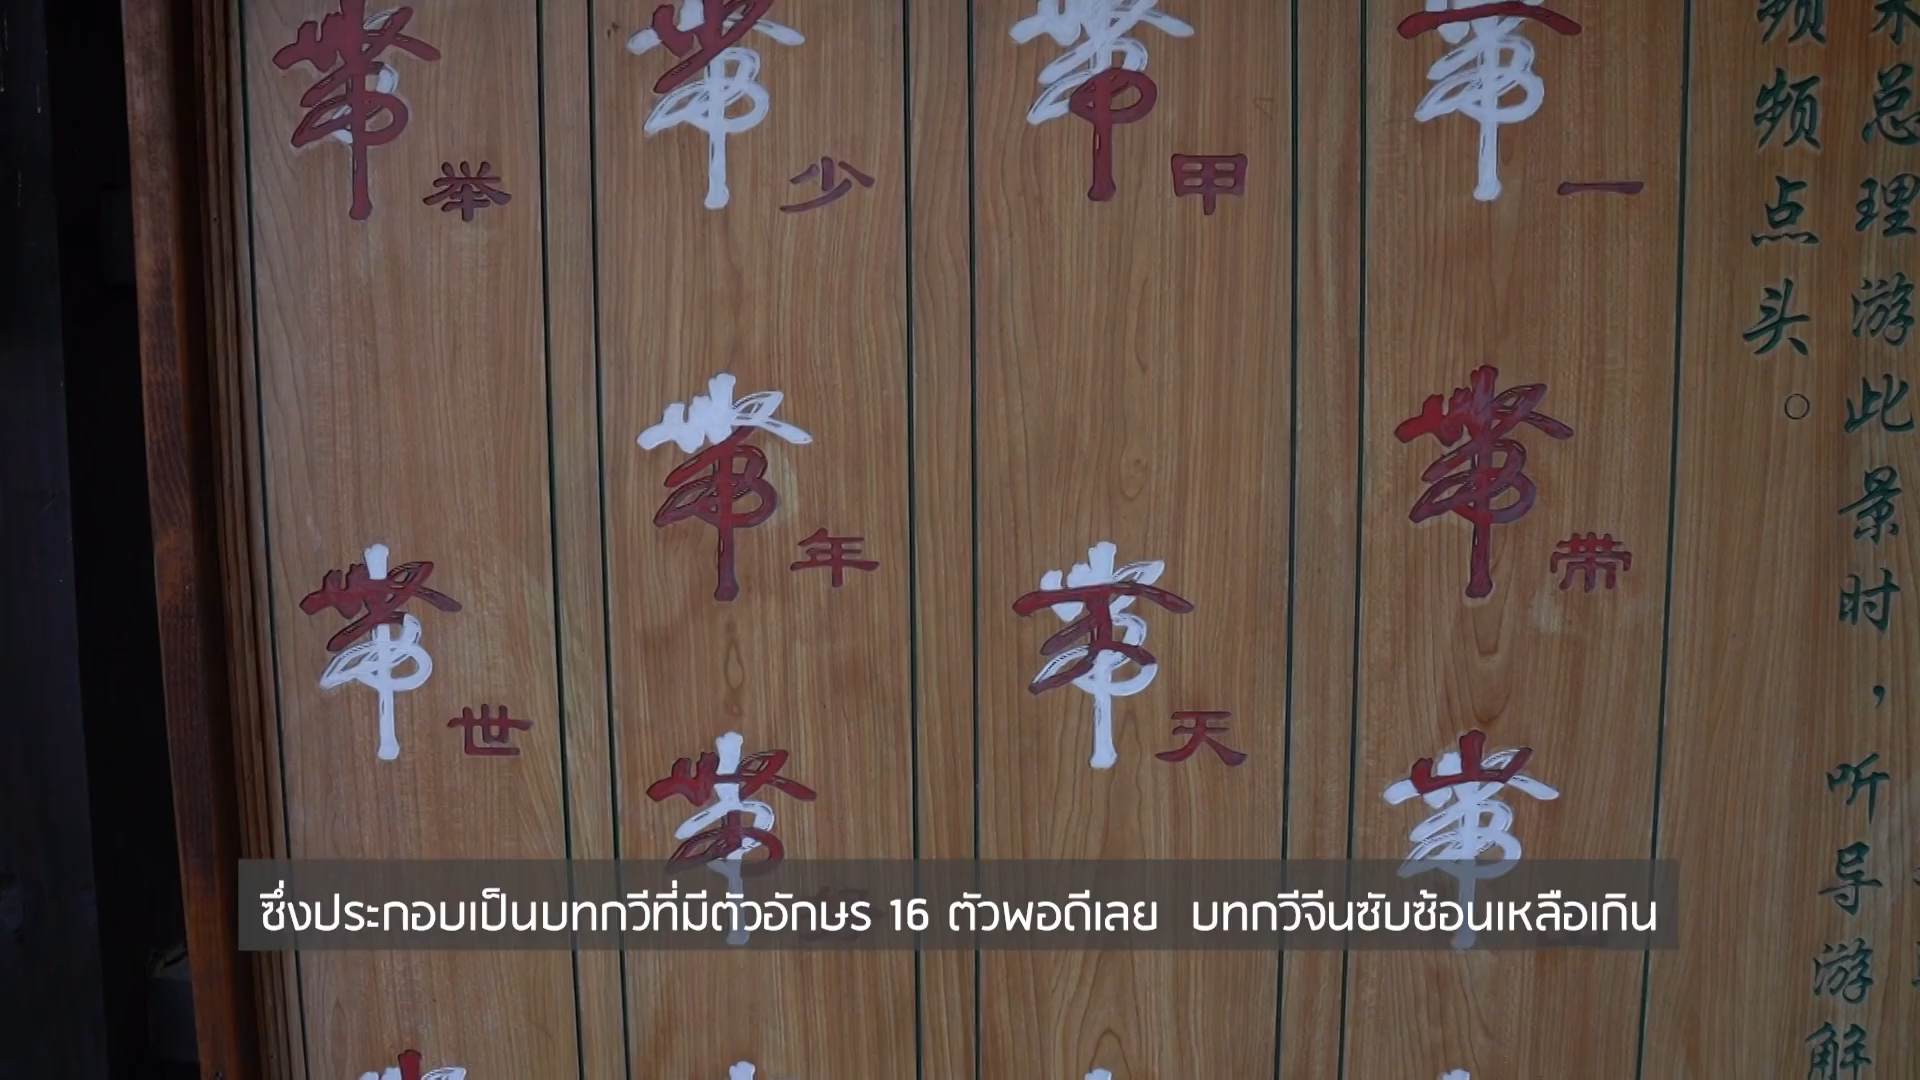 频频点头。
总理游此景时，听导游解
一
带
甲
天
少
年
举
世
ซึ่งประกอบเป็นบทกวีที่มีตัวอักษร 16 ตัวพอดีเลย บทกวีจีนซับซ้อนเหลือเกิน